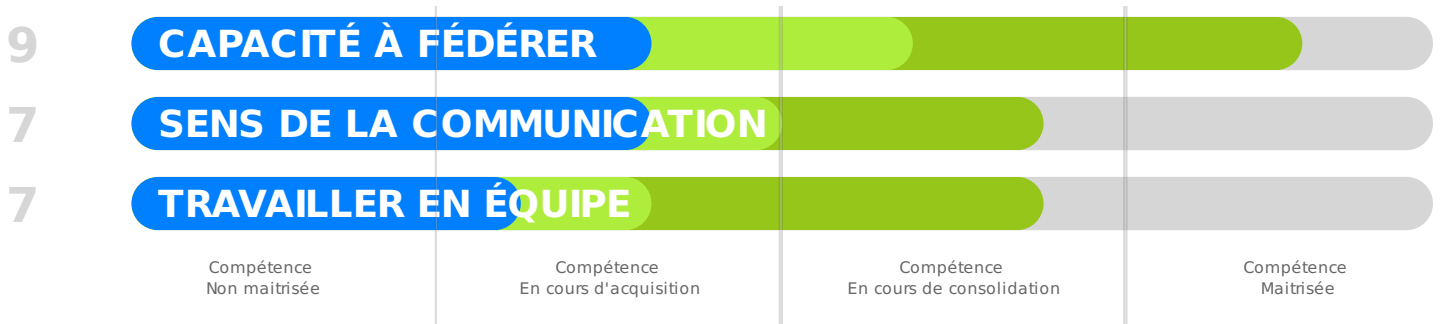 9 CAPACITÉ À FÉDÉRER
7 SENS DE LA COMMUNICATION
7 TRAVAILLER EN ÉQUIPE
Compétence Compétence Compétence Compétence
Non maitrisée En cours d'acquisition En cours de consolidation Maitrisée